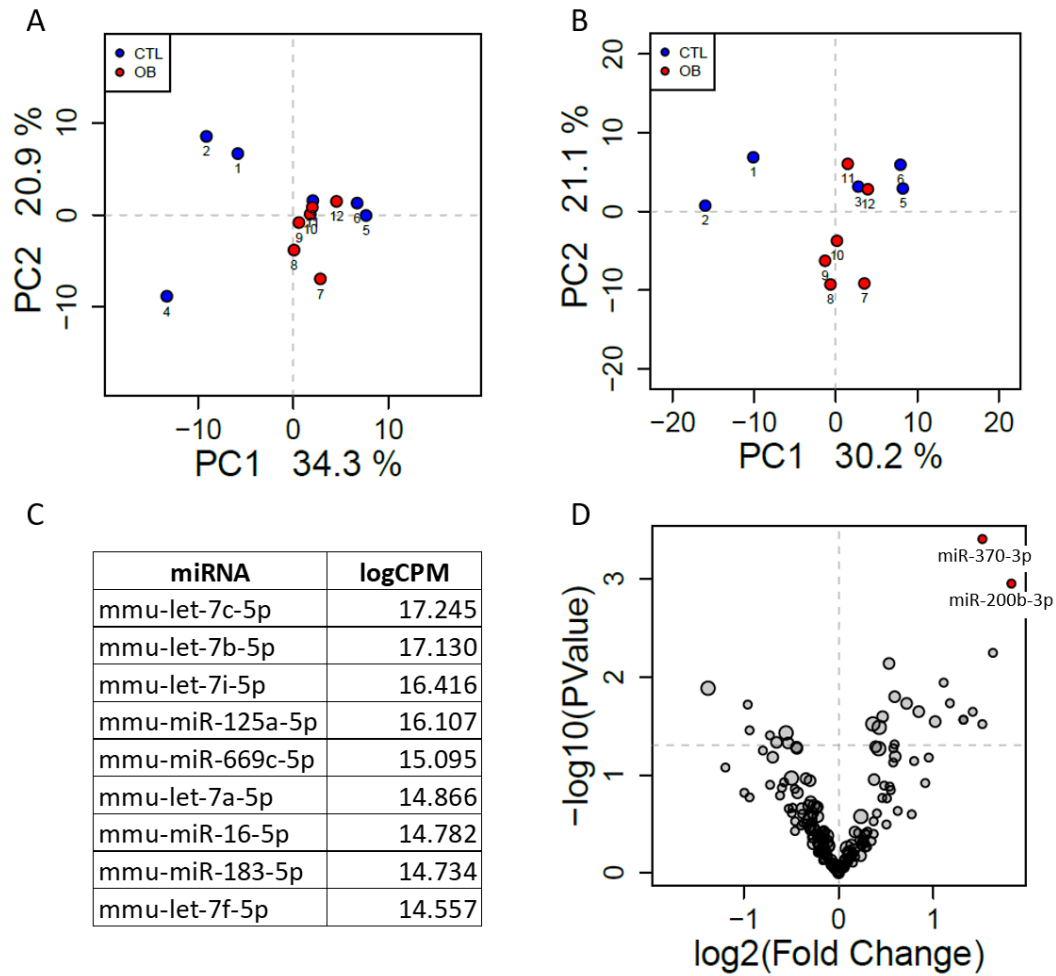 A
CTL
OB
PC2 20.9 %
10
0
−10
2
1
4
9
10
11
8
7
12
6
5
−10 0 10
PC1 34.3 %
B
CTL
OB
PC2 21.1 %
20
10
0
−10
−20
1
2
11
3
12
6
5
10
9
8
7
−20 −10 0 10 20
PC1 30.2 %
C
miRNA logCPM
mmu-let-7c-5p 17.245
mmu-let-7b-5p 17.130
mmu-let-7i-5p 16.416
mmu-miR-125a-5p 16.107
mmu-miR-669c-5p 15.095
mmu-let-7a-5p 14.866
mmu-miR-16-5p 14.782
mmu-miR-183-5p 14.734
mmu-let-7f-5p 14.557
D
miR-370-3p
miR-200b-3p
−log10(PValue)
3
2
1
0
−1 0 1
log2(Fold Change)